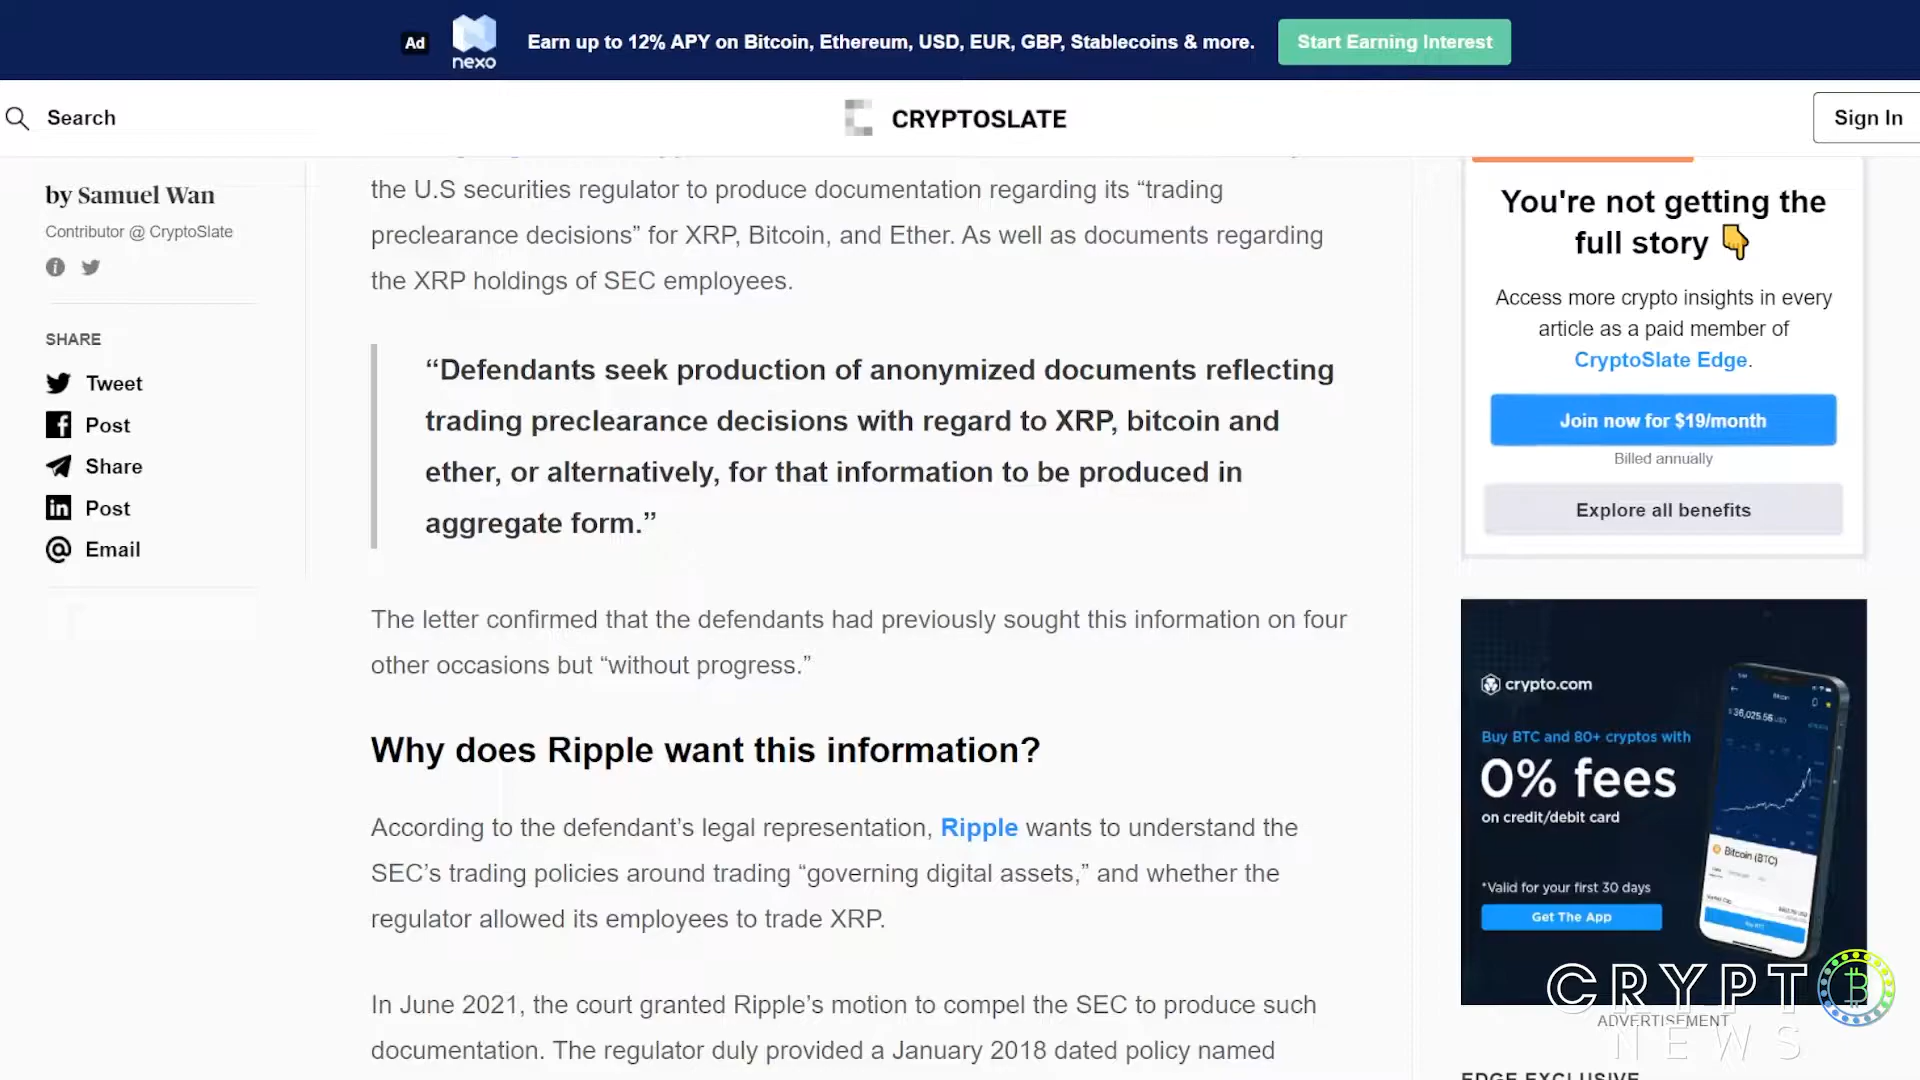 Ad
nexo
Earn up to 12% APY on Bitcoin, Ethereum, USD, EUR, GBP, Stablecoins & more.
Start Earning Interest
Search
CRYPTOSLATE
Sign In
by Samuel Wan
Contributor @ CryptoSlate
SHARE
Tweet
Post
Share
Post
Email
the U.S securities regulator to produce documentation regarding its “trading
preclearance decisions” for XRP, Bitcoin, and Ether. As well as documents regarding
the XRP holdings of SEC employees.
“Defendants seek production of anonymized documents reflecting
trading preclearance decisions with regard to XRP, bitcoin and
ether, or alternatively, for that information to be produced in
aggregate form.”
The letter confirmed that the defendants had previously sought this information on four
other occasions but “without progress.”
Why does Ripple want this information?
According to the defendant’s legal representation, Ripple wants to understand the
SEC’s trading policies around trading “governing digital assets,” and whether the
regulator allowed its employees to trade XRP.
In June 2021, the court granted Ripple’s motion to compel the SEC to produce such
documentation. The regulator duly provided a January 2018 dated policy named
You're not getting the
full story
Access more crypto insights in every
article as a paid member of
CryptoSlate Edge.
Join now for $19/month
Billed annually
Explore all benefits
crypto.com
Buy BTC and 80+ cryptos with
0% fees
on credit/debit card
*Valid for your first 30 days
Get The App
Bitcoin (BTC)
CRYPT
ADVERTISEMENT
NEWS
EDGE EXCLUSIVE